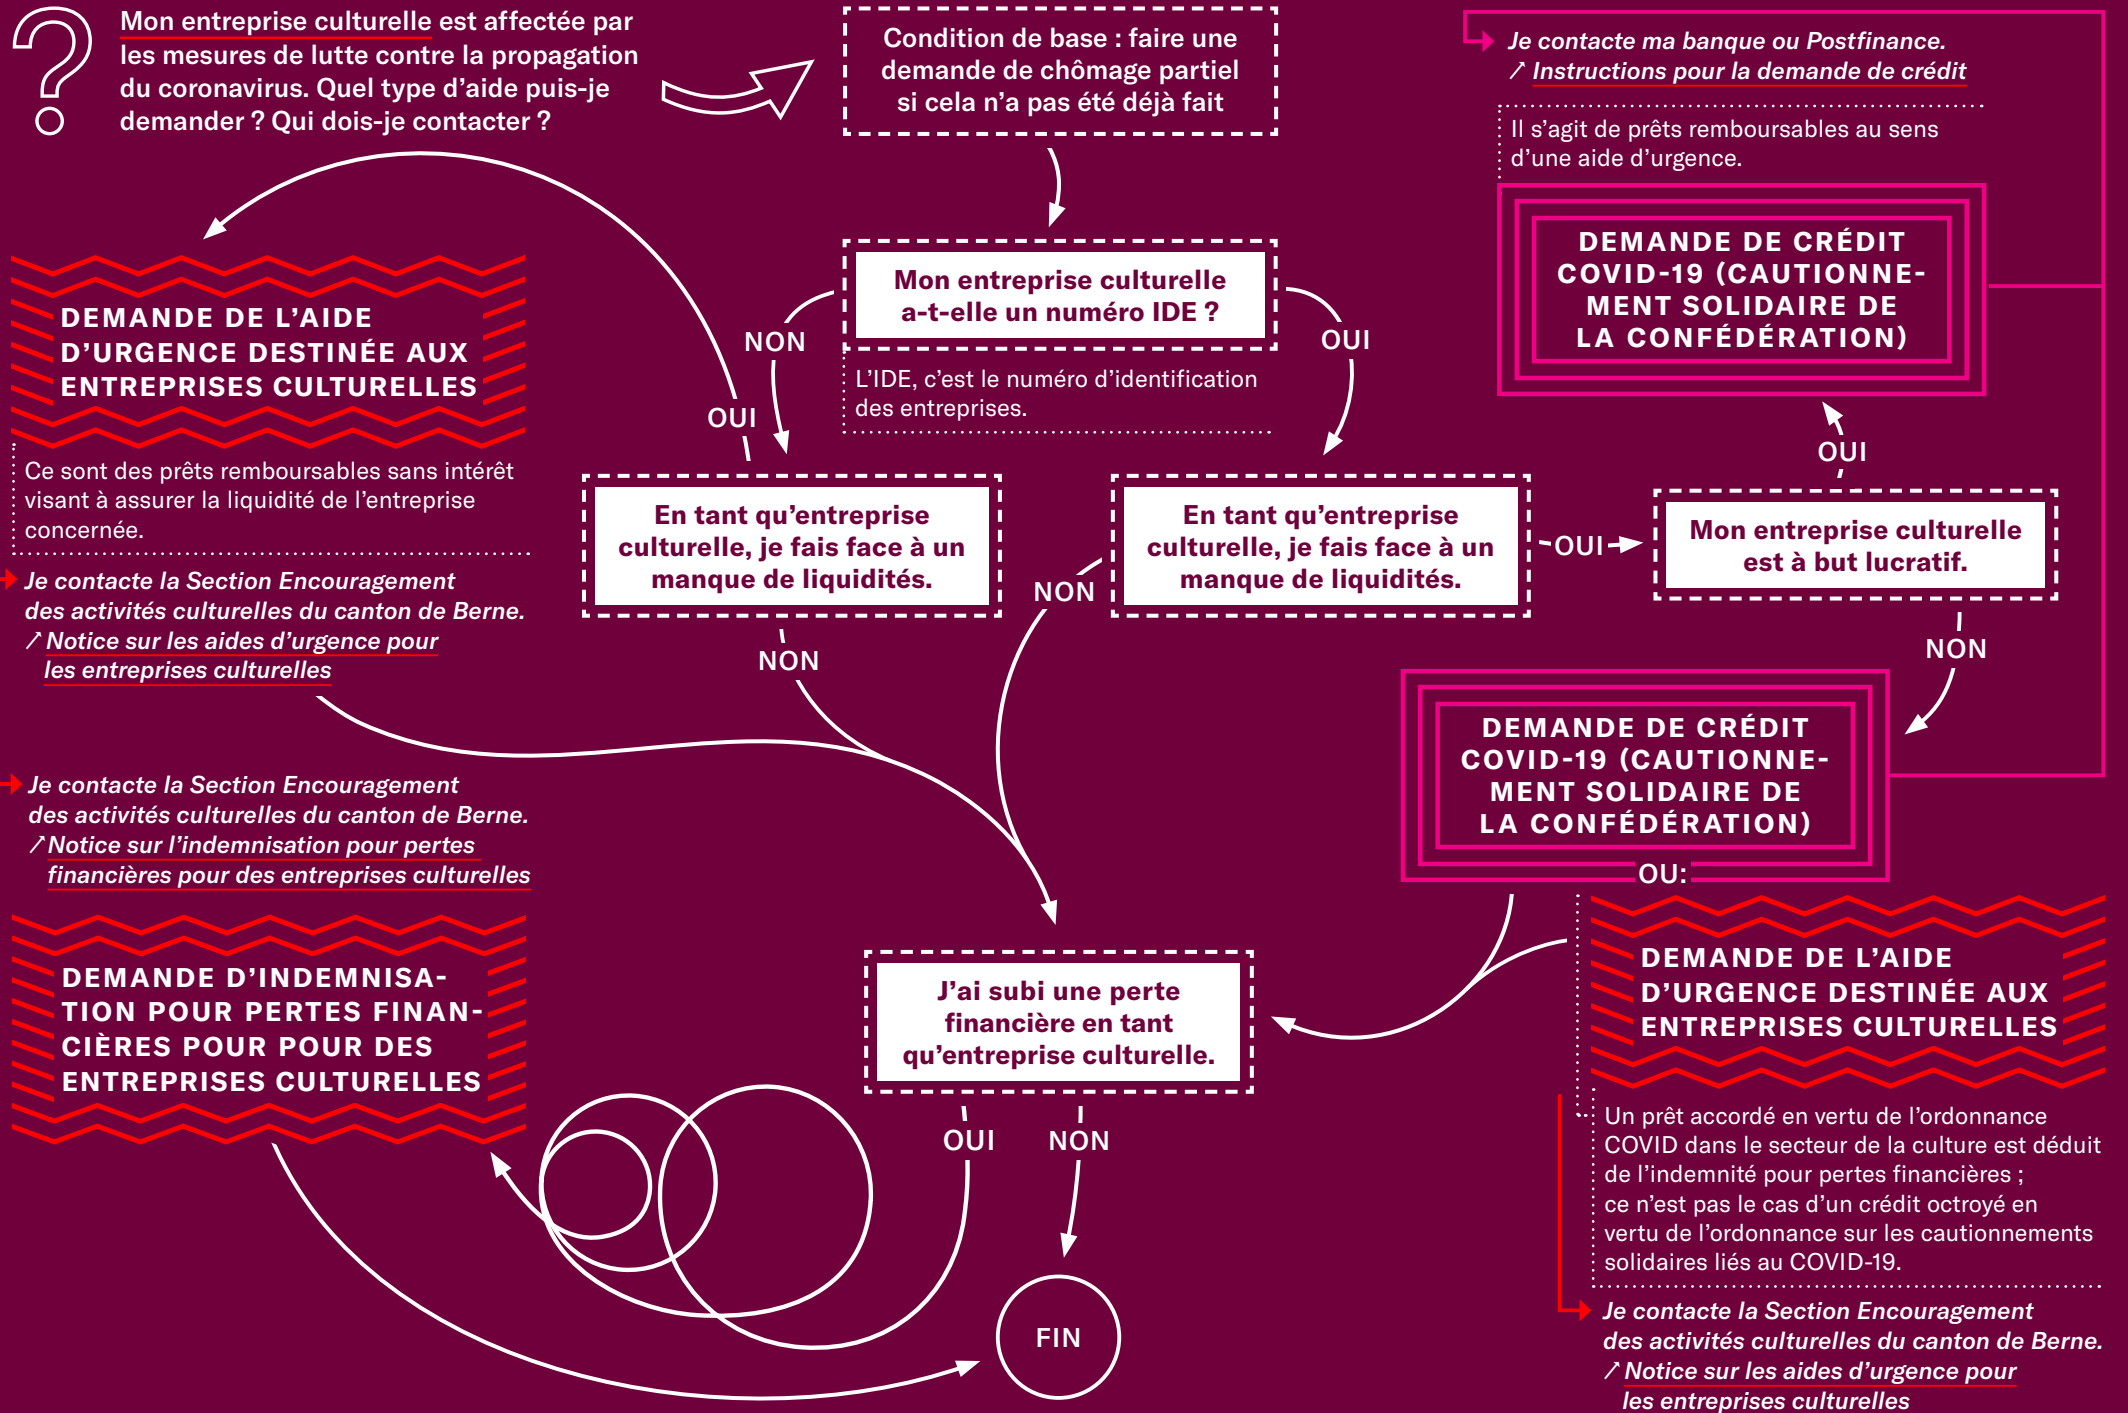 Mon entreprise culturelle est affectée par
les mesures de lutte contre la propagation
du coronavirus. Quel type d'aide puis-je
demander ? Qui dois-je contacter ?
Condition de base : faire une
demande de chômage partiel
si cela n'a pas été déjà fait
Je contacte ma banque ou Postfinance.
↗ Instructions pour la demande de crédit
Il s'agit de prêts remboursables au sens
d'une aide d'urgence.
DEMANDE DE CRÉDIT
COVID-19 (CAUTIONNE-
MENT SOLIDAIRE DE
LA CONFÉDÉRATION)
Mon entreprise culturelle
a-t-elle un numéro IDE ?
NON
OUI
L'IDE, c'est le numéro d'identification
des entreprises.
DEMANDE DE L'AIDE
D'URGENCE DESTINÉE AUX
ENTREPRISES CULTURELLES
Ce sont des prêts remboursables sans intérêt
visant à assurer la liquidité de l'entreprise
concernée.
Je contacte la Section Encouragement
des activités culturelles du canton de Berne.
↗ Notice sur les aides d'urgence pour
les entreprises culturelles
OUI
En tant qu'entreprise
culturelle, je fais face à un
manque de liquidités.
NON
NON
En tant qu'entreprise
culturelle, je fais face à un
manque de liquidités.
OUI
OUI
Mon entreprise culturelle
est à but lucratif.
NON
DEMANDE DE CRÉDIT
COVID-19 (CAUTIONNE-
MENT SOLIDAIRE DE
LA CONFÉDÉRATION)
OU:
DEMANDE DE L'AIDE
D'URGENCE DESTINÉE AUX
ENTREPRISES CULTURELLES
Un prêt accordé en vertu de l'ordonnance
COVID dans le secteur de la culture est déduit
de l'indemnité pour pertes financières ;
ce n'est pas le cas d'un crédit octroyé en
vertu de l'ordonnance sur les cautionnements
solidaires liés au COVID-19.
Je contacte la Section Encouragement
des activités culturelles du canton de Berne.
↗ Notice sur les aides d'urgence pour
les entreprises culturelles
Je contacte la Section Encouragement
des activités culturelles du canton de Berne.
↗ Notice sur l'indemnisation pour pertes
financières pour des entreprises culturelles
DEMANDE D'INDEMNISA-
TION POUR PERTES FINAN-
CIÈRES POUR POUR DES
ENTREPRISES CULTURELLES
J'ai subi une perte
financière en tant
qu'entreprise culturelle.
OUI
NON
FIN